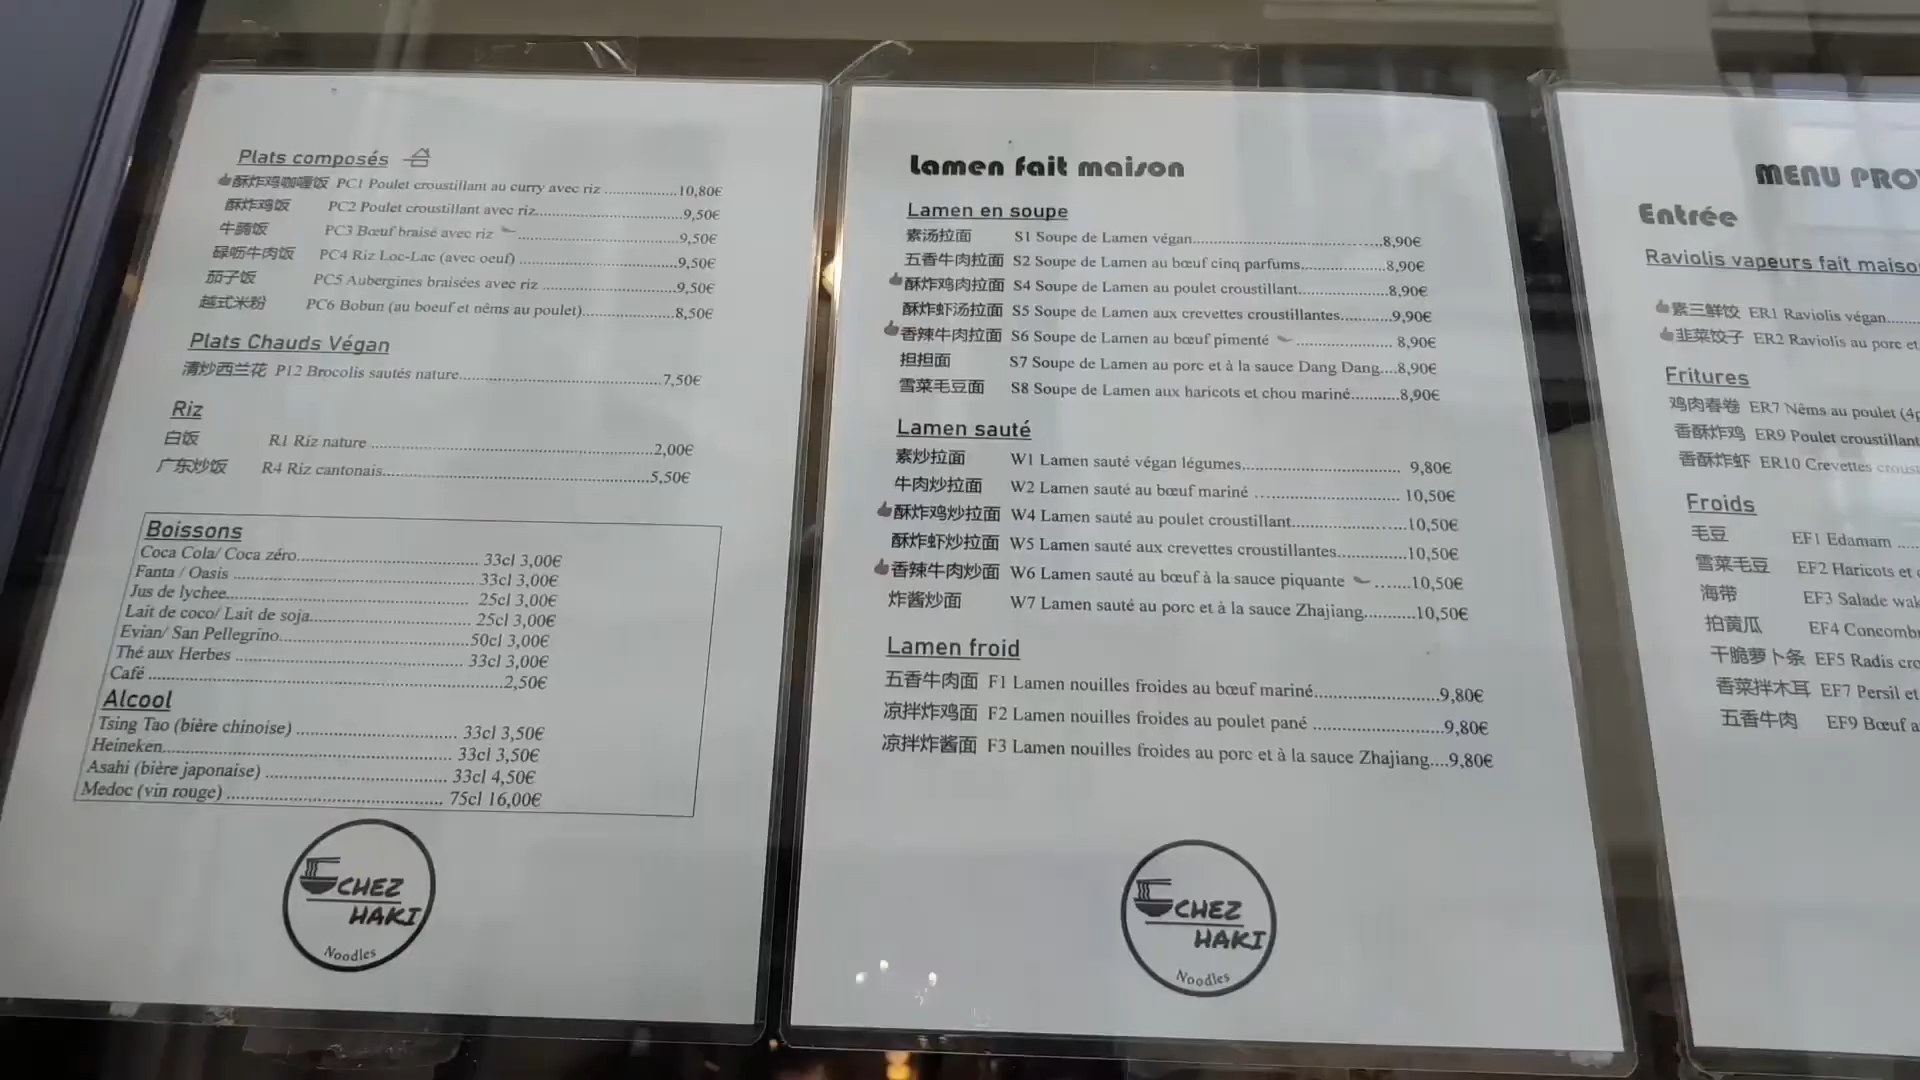 Plats composés
酥炸鸡咖喱饭 PC1 Poulet croustillant au curry avec riz ..................10,80€
酥炸鸡饭 PC2 Poulet croustillant avec riz...................................9,50€
牛腩饭 PC3 Bœuf braisé avec riz ........................................9,50€
碌呖牛肉饭 PC4 Riz Loc-Lac (avec oeuf) .......................................9,50€
茄子饭 PC5 Aubergines braisées avec riz ..................................9,50€
越式米粉 PC6 Bobun (au boeuf et nêms au poulet).......................8,50€
Plats Chauds Végan
清炒西兰花 P12 Brocolis sautés nature..................................................7,50€
Riz
白饭 R1 Riz nature ......................................................................2,00€
广东炒饭 R4 Riz cantonais..................................................................5,50€
Boissons
Coca Cola/ Coca zéro............................................. 33cl 3,00€
Fanta / Oasis ............................................................ 33cl 3,00€
Jus de lychee............................................................ 25cl 3,00€
Lait de coco/ Lait de soja........................................ 25cl 3,00€
Evian/ San Pellegrino...............................................50cl 3,00€
Thé aux Herbes ........................................................ 33cl 3,00€
Café ...................................................................................2,50€
Alcool
Tsing Tao (bière chinoise) ........................................ 33cl 3,50€
Heineken.................................................................... 33cl 3,50€
Asahi (bière japonaise) ............................................. 33cl 4,50€
Medoc (vin rouge) ..................................................... 75cl 16,00€
CHEZ
HAKI
Noodles
Lamen fait maison
Lamen en soupe
素汤拉面 S1 Soupe de Lamen végan...............................................8,90€
五香牛肉拉面 S2 Soupe de Lamen au bœuf cinq parfums.....................8,90€
酥炸鸡肉拉面 S4 Soupe de Lamen au poulet croustillant......................8,90€
酥炸虾汤拉面 S5 Soupe de Lamen aux crevettes croustillantes............9,90€
香辣牛肉拉面 S6 Soupe de Lamen au bœuf pimenté ........................ 8,90€
担担面 S7 Soupe de Lamen au porc et à la sauce Dang Dang....8,90€
雪菜毛豆面 S8 Soupe de Lamen aux haricots et chou mariné...........8,90€
Lamen sauté
素炒拉面 W1 Lamen sauté végan légumes....................................... 9,80€
牛肉炒拉面 W2 Lamen sauté au bœuf mariné .................................... 10,50€
酥炸鸡炒拉面 W4 Lamen sauté au poulet croustillant............................10,50€
酥炸虾炒拉面 W5 Lamen sauté aux crevettes croustillantes.................10,50€
香辣牛肉炒面 W6 Lamen sauté au bœuf à la sauce piquante .......10,50€
炸酱炒面 W7 Lamen sauté au porc et à la sauce Zhajiang..........10,50€
Lamen froid
五香牛肉面 F1 Lamen nouilles froides au bœuf mariné.........................9,80€
凉拌炸鸡面 F2 Lamen nouilles froides au poulet pané ..........................9,80€
凉拌炸酱面 F3 Lamen nouilles froides au porc et à la sauce Zhajiang....9,80€
CHEZ
HAKI
Noodles
MENU
Entrée
Raviolis vapeurs fait
素三鲜饺 ER1 Raviolis végan......
韭菜饺子 ER2 Raviolis au porc et
Fritures
鸡肉春卷 ER7 Nêms au poulet
香酥炸鸡 ER9 Poulet croustillant
香酥炸虾 ER10 Crevettes
Froids
毛豆 EF1 Edamam ....
雪菜毛豆 EF2 Haricots et
海带 EF3 Salade
拍黄瓜 EF4
干脆萝卜条 EF5 Radis
香菜拌木耳 EF7 Persil et
五香牛肉 EF9 Bœuf